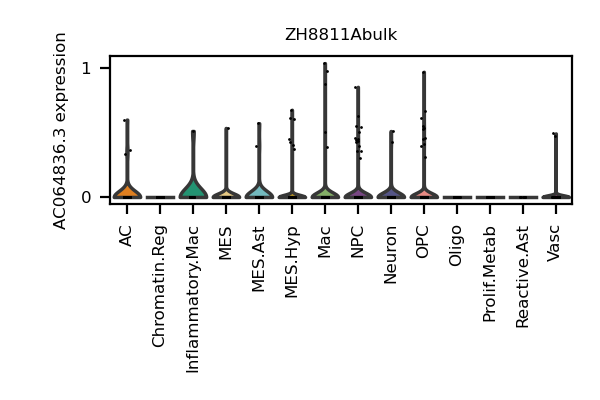 ZH8811Abulk
AC064836.3 expression
1
0
AC
Chromatin.Reg
Inflammatory.Mac
MES
MES.Ast
MES.Hyp
Mac
NPC
Neuron
OPC
Oligo
Prolif.Metab
Reactive.Ast
Vasc